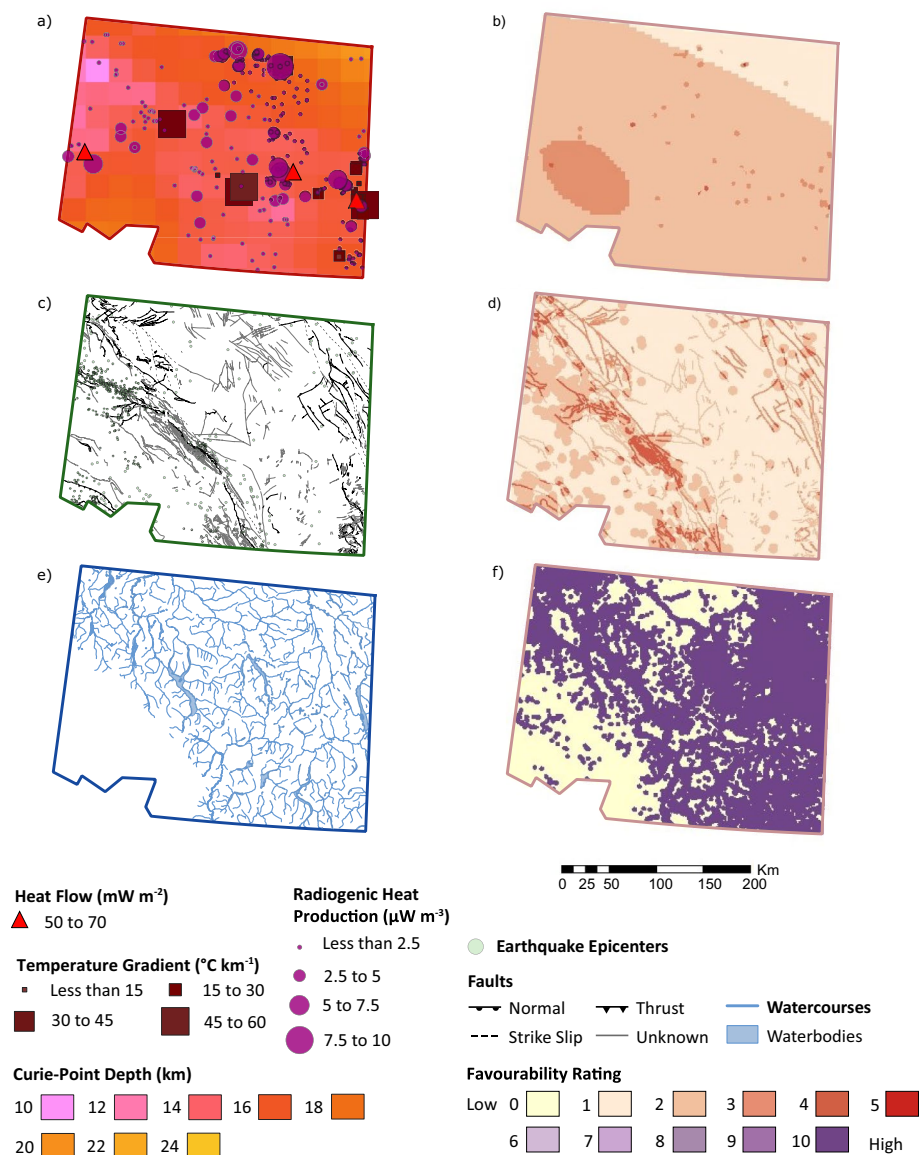 a)
b)
c)
d)
e)
f)
Km
0 25 50 100 150 200
Heat Flow (mW m⁻²)
50 to 70
Temperature Gradient (°C km⁻¹)
Less than 15
15 to 30
30 to 45
45 to 60
Radiogenic Heat
Production (µW m⁻³)
Less than 2.5
2.5 to 5
5 to 7.5
7.5 to 10
Curie-Point Depth (km)
10 12 14 16 18
20 22 24
Earthquake Epicenters
Faults
Normal Thrust Watercourses
Strike Slip Unknown Waterbodies
Favourability Rating
Low 0 1 2 3 4 5
6 7 8 9 10 High